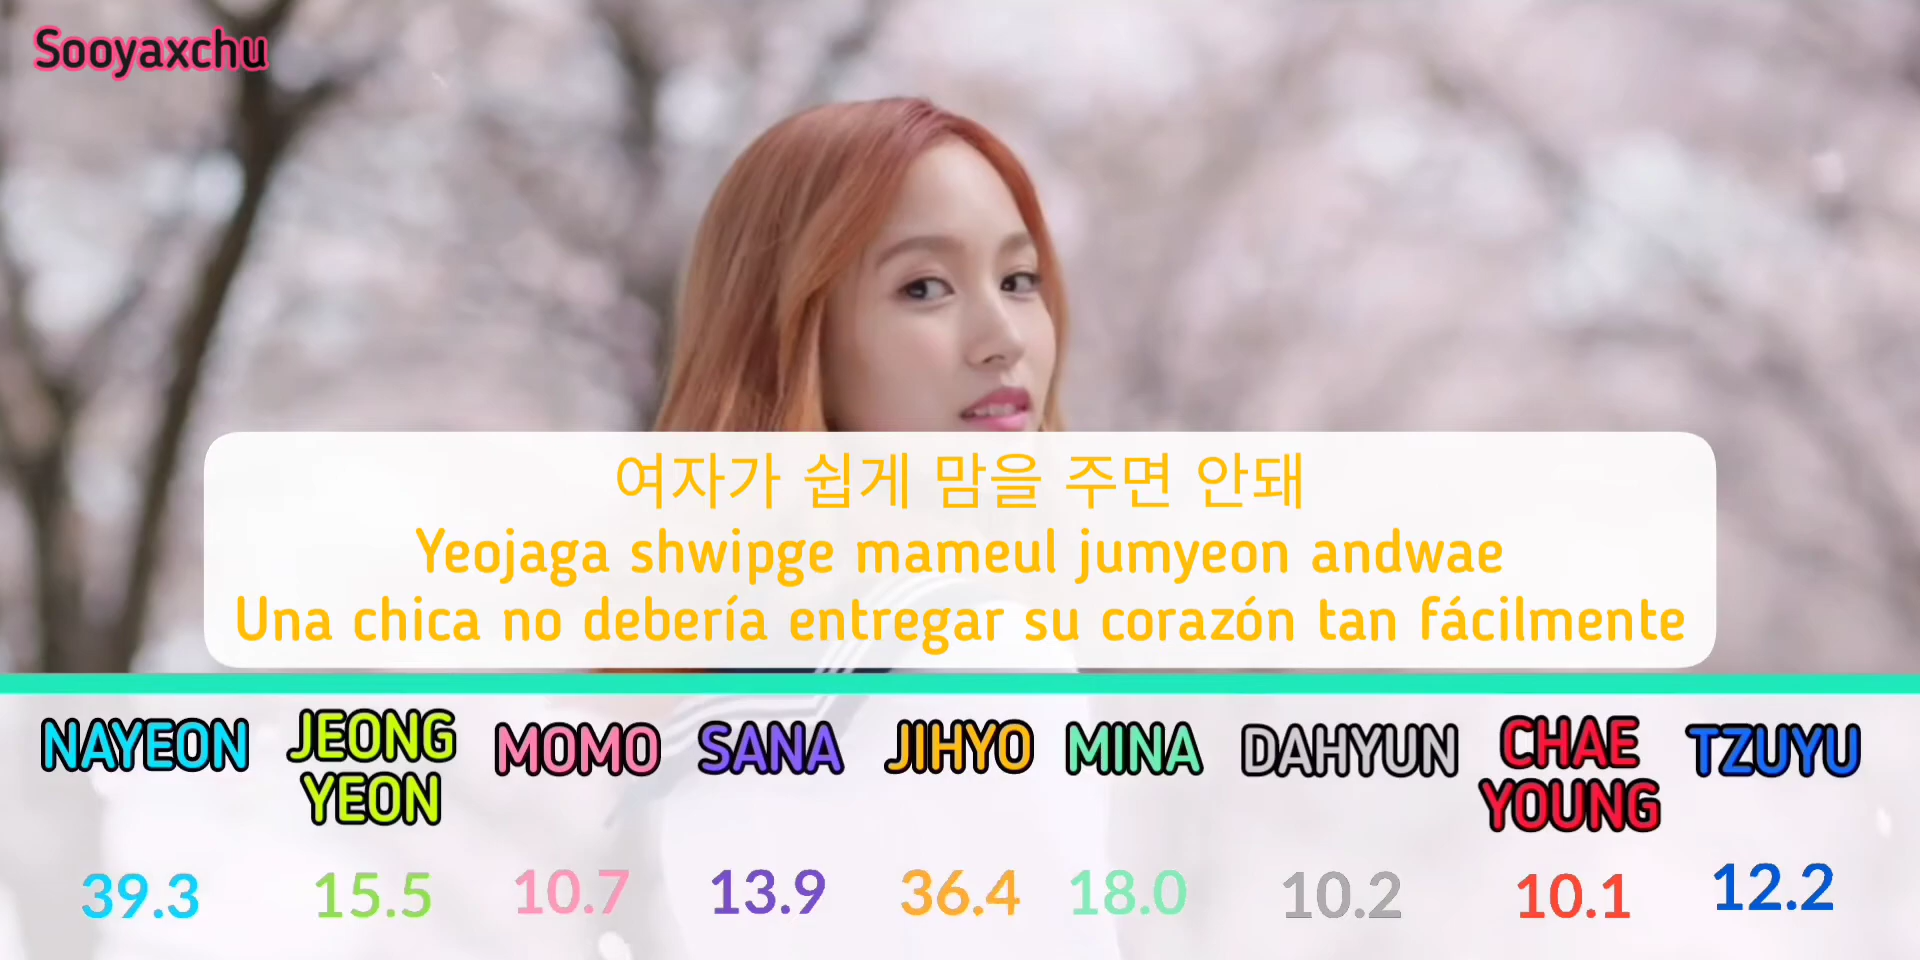 Sooyaxchu
여자가 쉽게 맘을 주면 안돼
Yeojaga shwipge mameul jumyeon andwae
Una chica no debería entregar su corazón tan fácilmente
NAYEON
39.3
JEONG
YEON
15.5
MOMO
10.7
SANA
13.9
JIHYO
36.4
MINA
18.0
DAHYUN
10.2
CHAE
YOUNG
10.1
TZUYU
12.2